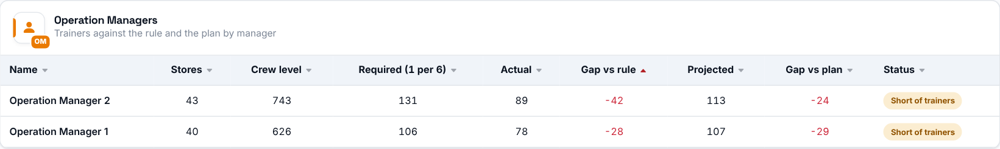 Operation Managers
Trainers against the rule and the plan by manager
OM
Name Stores Crew level Required (1 per 6) Actual Gap vs rule Projected Gap vs plan Status
Operation Manager 2 43 743 131 89 -42 113 -24 Short of trainers
Operation Manager 1 40 626 106 78 -28 107 -29 Short of trainers